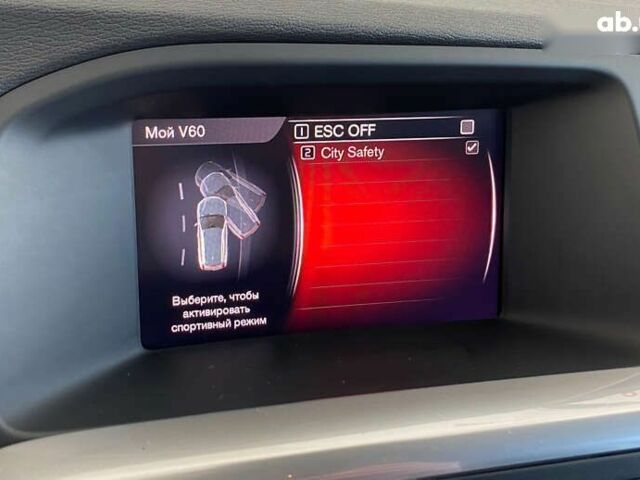 ab.
Мой V60
1 ESC OFF
2 City Safety
Выберите, чтобы
активировать
спортивный режим